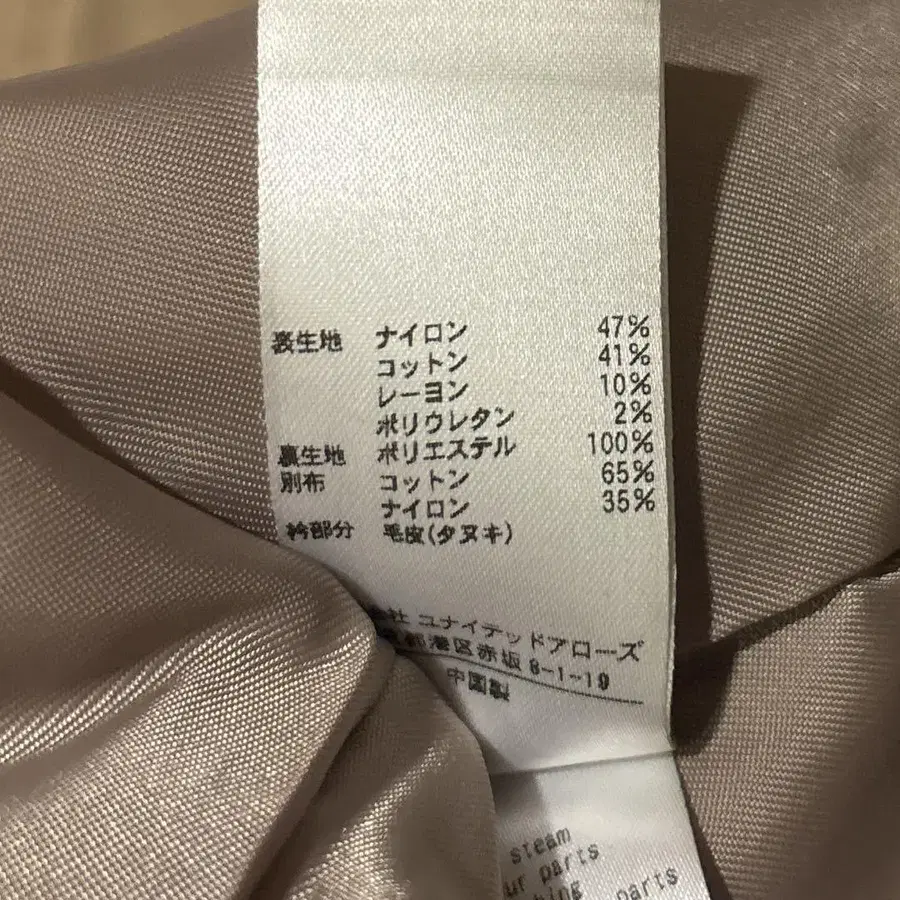 表生地 ナイロン 47%
コットン 41%
レーヨン 10%
ポリウレタン 2%
裏生地 ポリエステル 100%
別布 コットン 65%
ナイロン 35%
衿部分 毛皮(タヌキ)
会社 ユナイテッドアローズ
都港区赤坂 8-1-19
中国製
steam
ur parts
parts